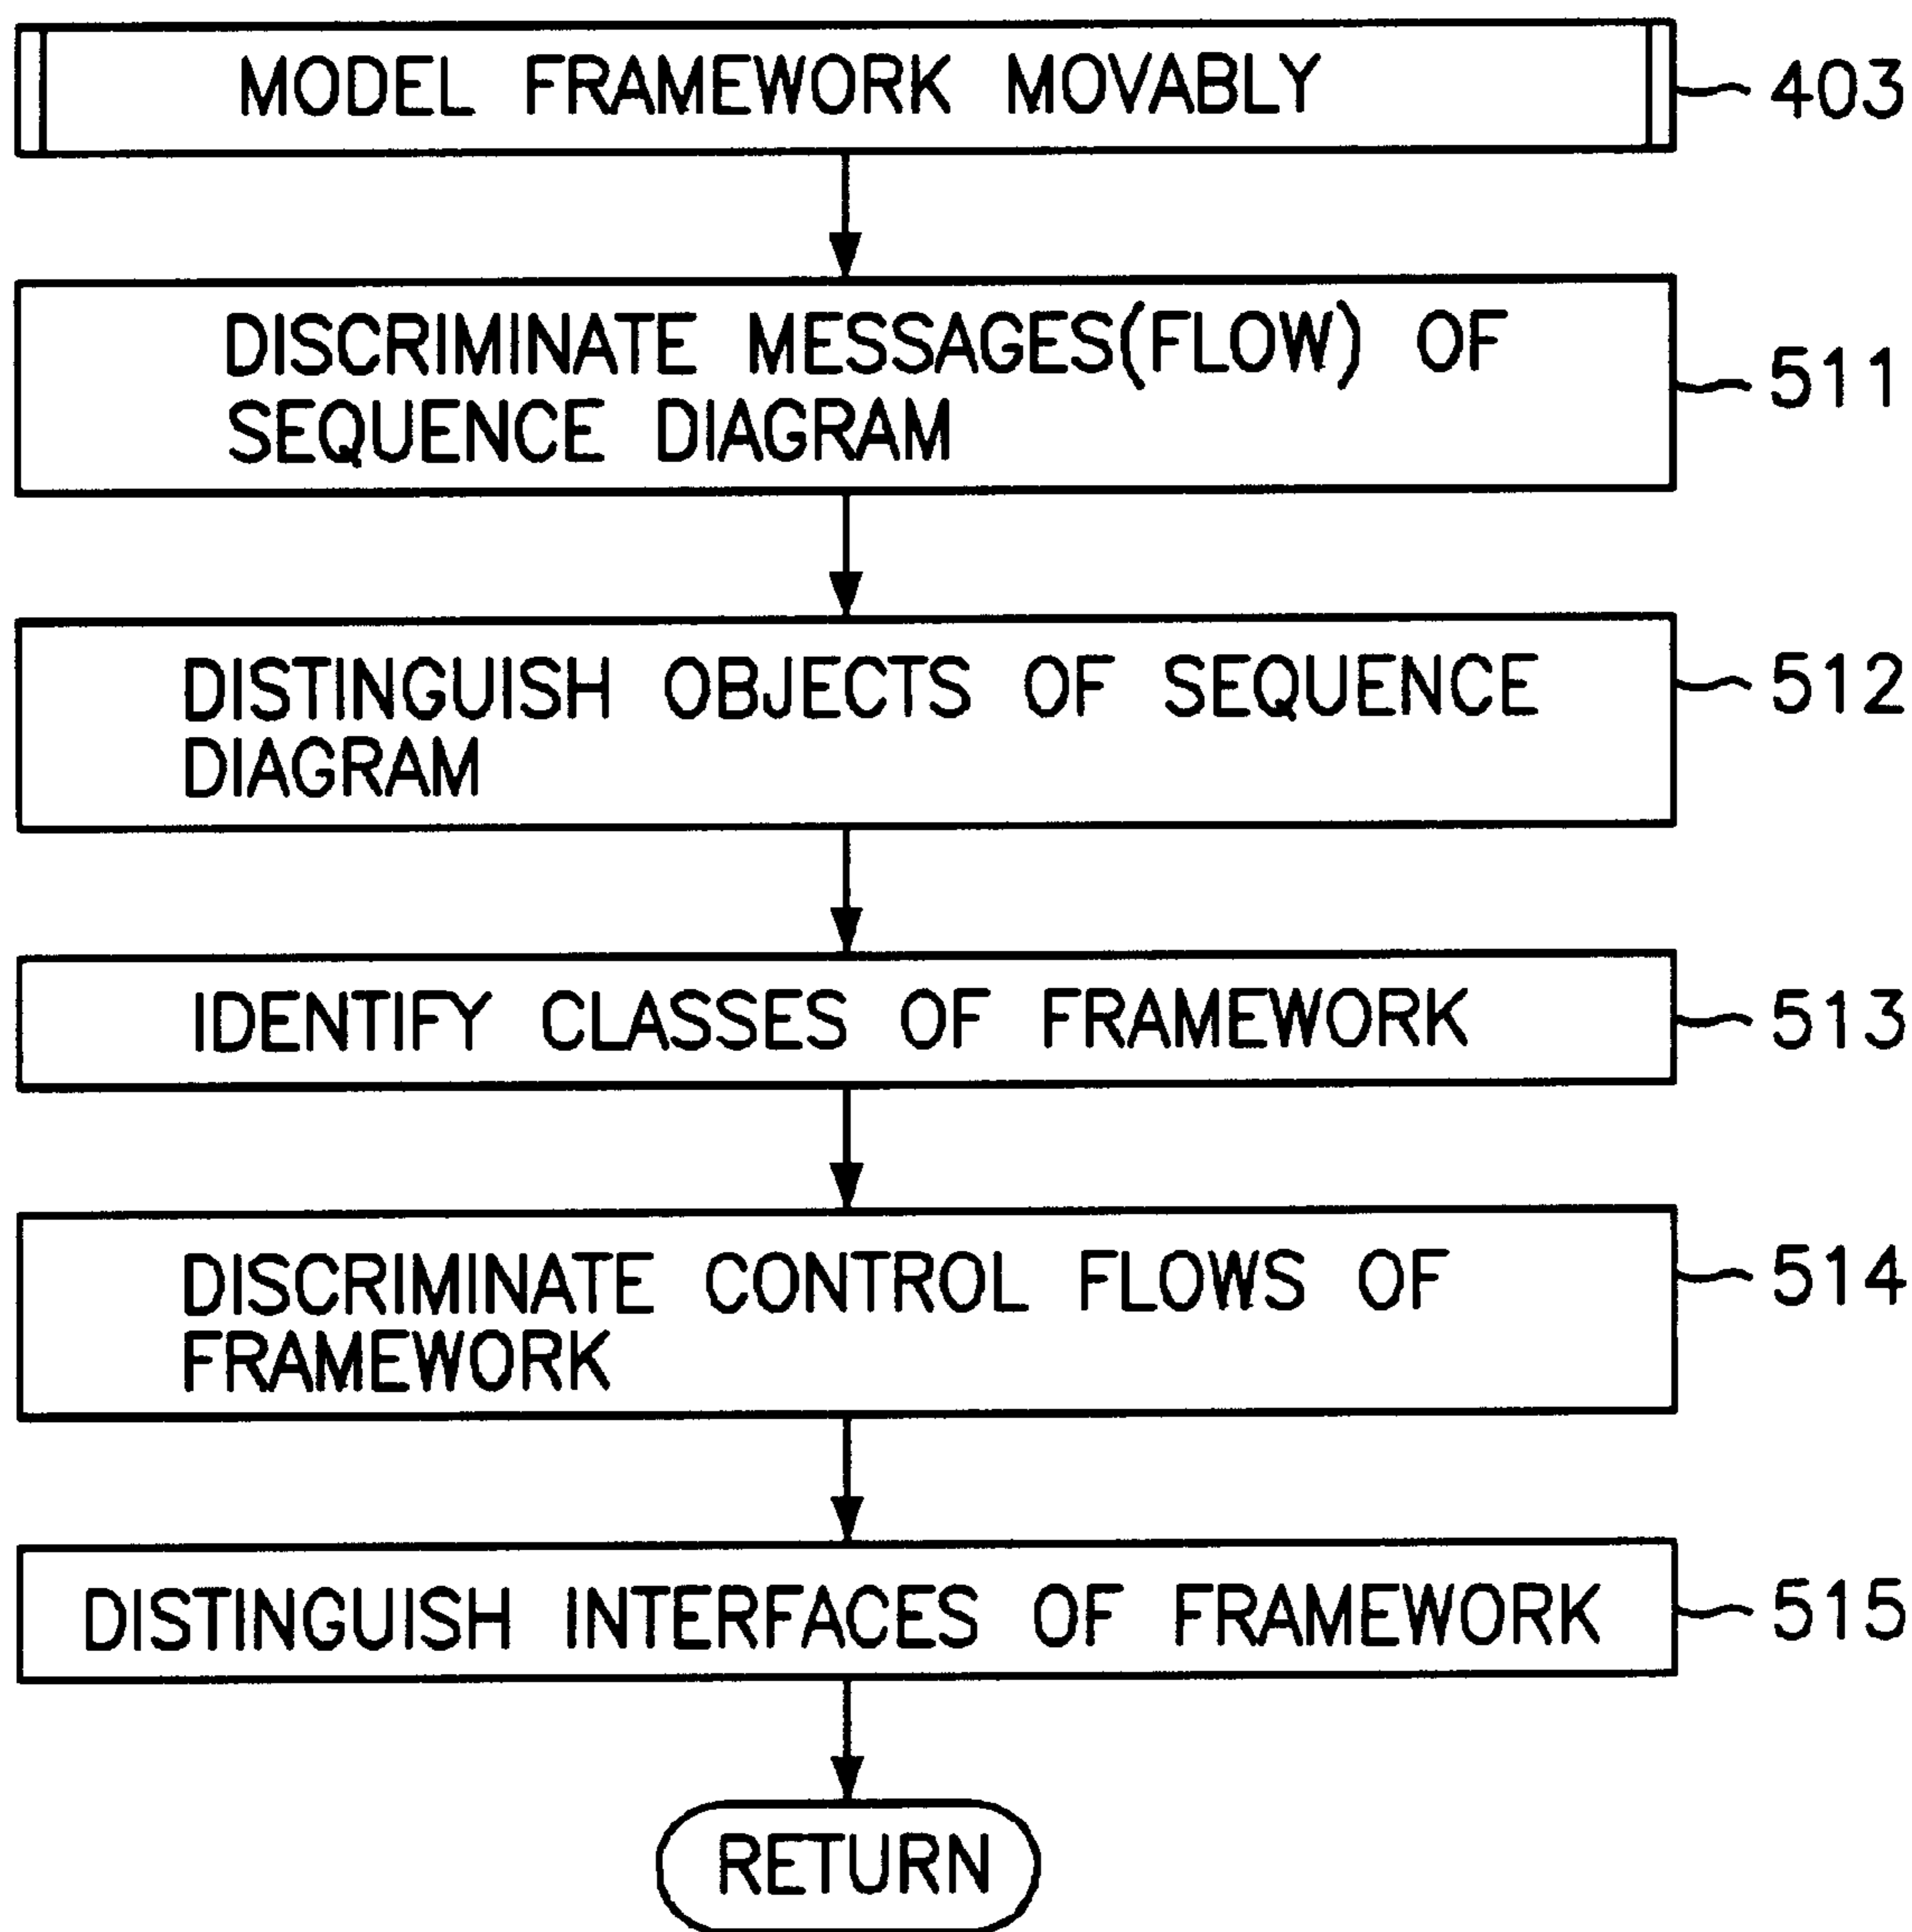 MODEL FRAMEWORK MOVABLY
403
DISCRIMINATE MESSAGES(FLOW) OF
SEQUENCE DIAGRAM
511
DISTINGUISH OBJECTS OF SEQUENCE
DIAGRAM
512
IDENTIFY CLASSES OF FRAMEWORK
513
DISCRIMINATE CONTROL FLOWS OF
FRAMEWORK
514
DISTINGUISH INTERFACES OF FRAMEWORK
515
RETURN